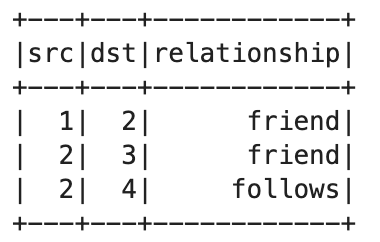 +---+---+------------+
|src|dst|relationship|
+---+---+------------+
|  1|  2|      friend|
|  2|  3|      friend|
|  2|  4|     follows|
+---+---+------------+